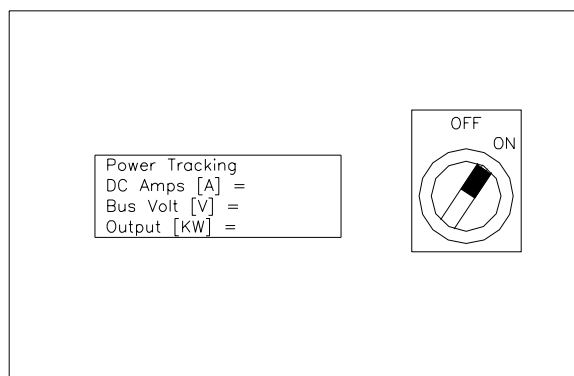 Power Tracking
DC Amps [A] =
Bus Volt [V] =
Output [KW] =
OFF
ON